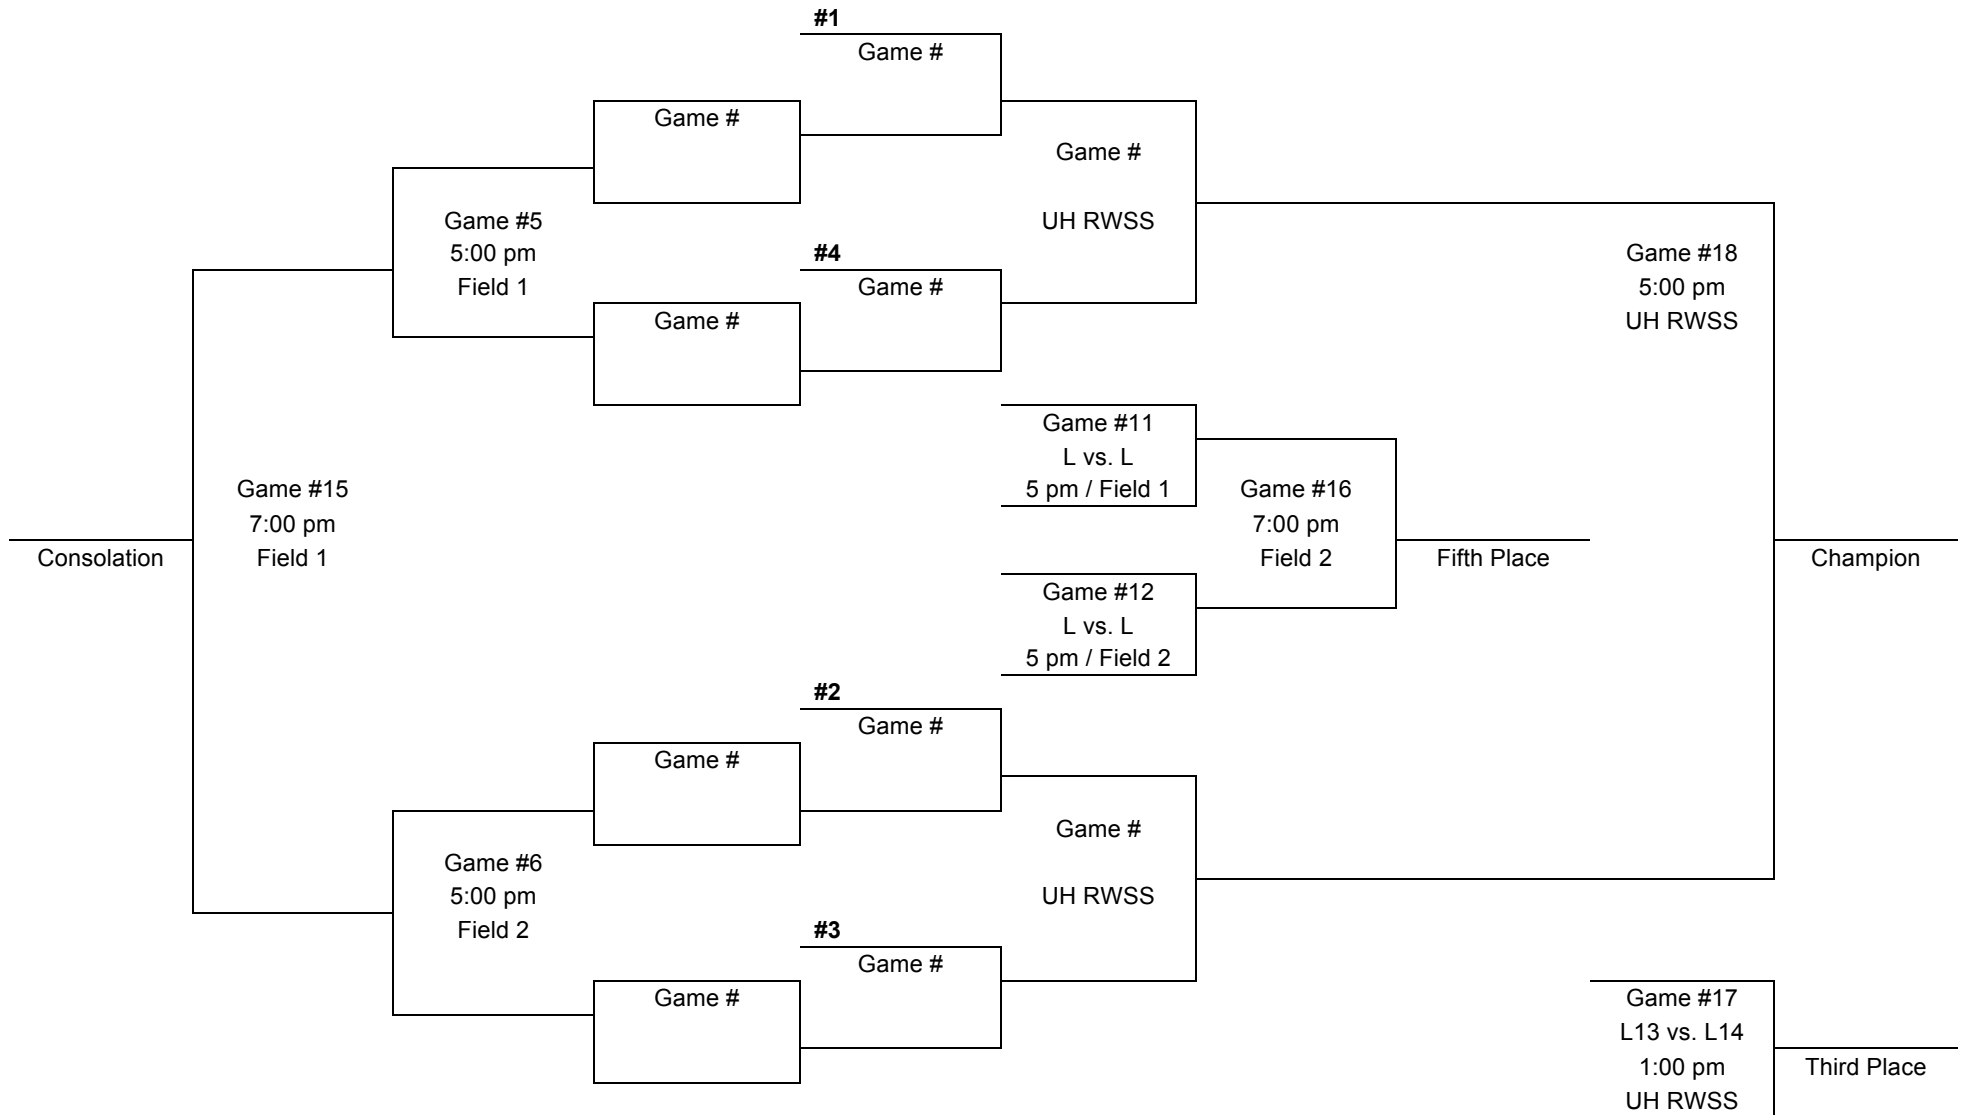 #1
Game #
Game #
Game #
UH RWSS
Game #5
5:00 pm
Field 1
#4
Game #
Game #
Game #18
5:00 pm
UH RWSS
Game #11
L vs. L
5 pm / Field 1
Game #15
7:00 pm
Field 1
Consolation
Game #16
7:00 pm
Field 2
Fifth Place
Champion
Game #12
L vs. L
5 pm / Field 2
#2
Game #
Game #
Game #
UH RWSS
Game #6
5:00 pm
Field 2
#3
Game #
Game #
Game #17
L13 vs. L14
1:00 pm
UH RWSS
Third Place